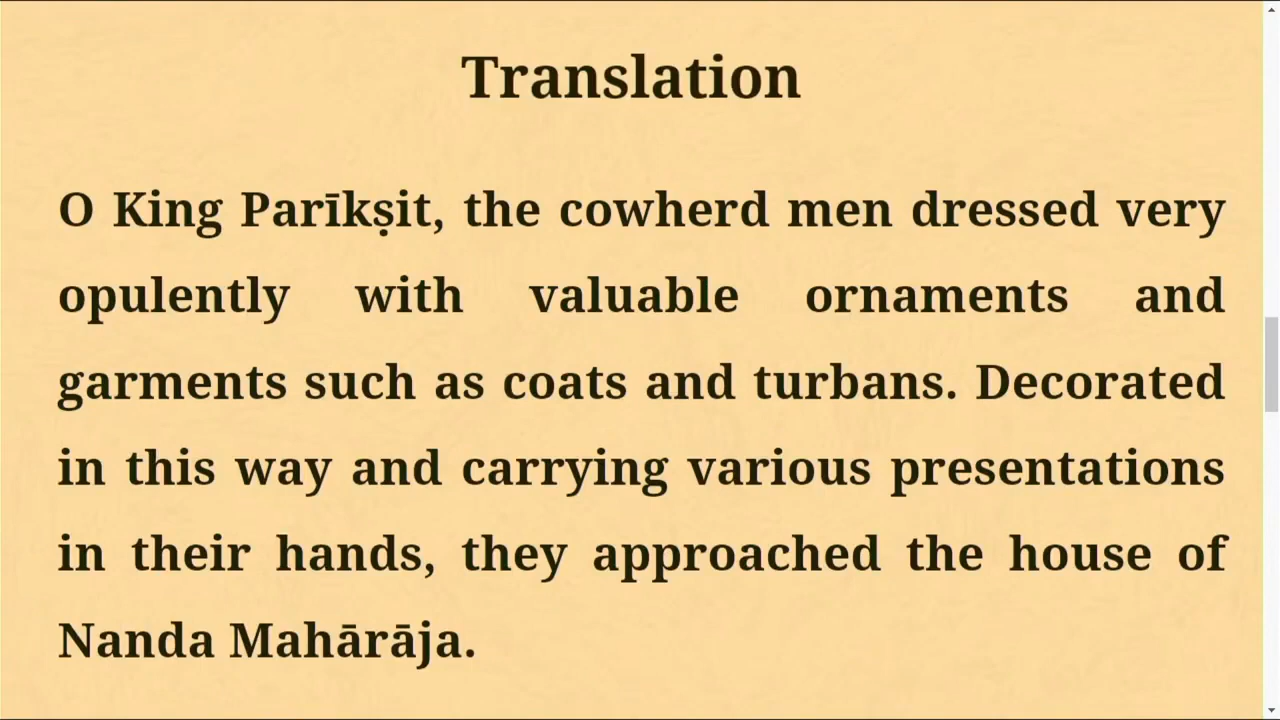 Translation
O King Parīkṣit, the cowherd men dressed very
opulently with valuable ornaments and
garments such as coats and turbans. Decorated
in this way and carrying various presentations
in their hands, they approached the house of
Nanda Mahārāja.